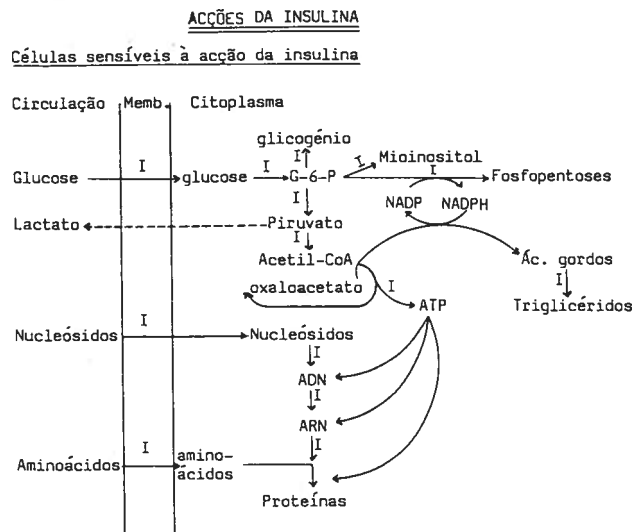 ACÇÕES DA INSULINA
Células sensíveis à acção da insulina
Circulação Memb. Citoplasma
glicogénio
I I Mioinositol
I I I
Glucose glucose G-6-P Fosfopentoses
I NADP NADPH
Lactato Piruvato
I
Acetil-CoA Ác. gordos
oxaloacetato I I
ATP Triglicéridos
I
Nucleósidos Nucleósidos
I
ADN
I
ARN
I I
Aminoácidos amino-
ácidos
Proteínas